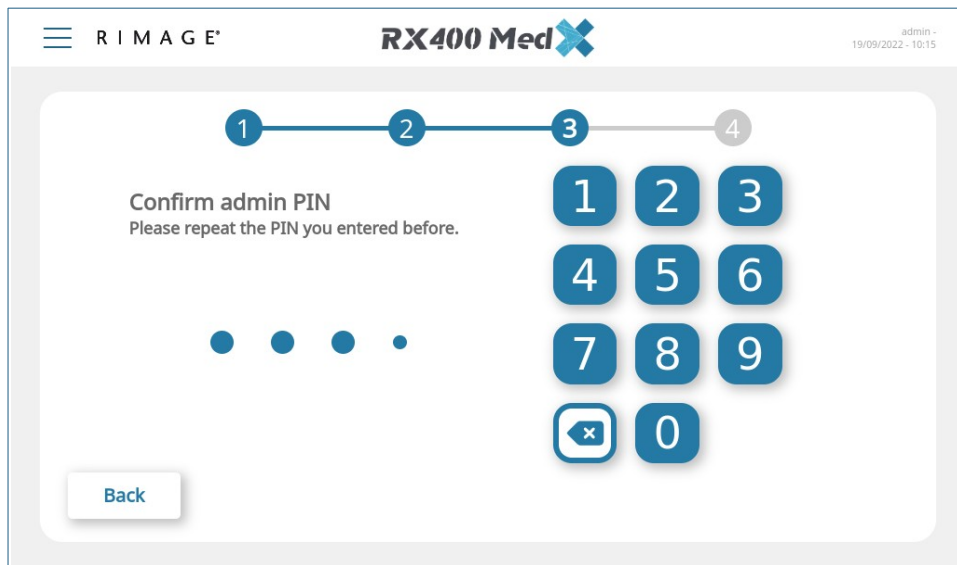 RIMAGE®
RX400 MedX
admin -
19/09/2022 - 10:15
1 2 3 4
Confirm admin PIN
Please repeat the PIN you entered before.
1 2 3
4 5 6
7 8 9
0
Back